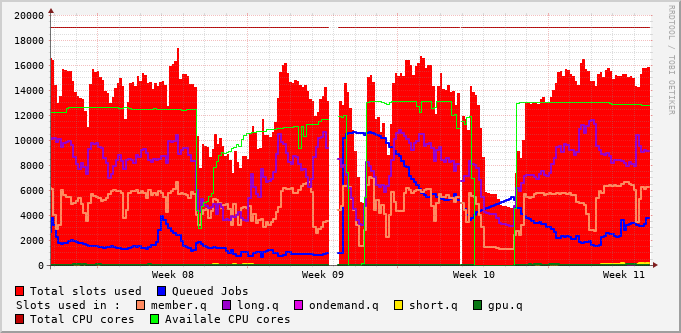 RRDTOOL / TOBI OETIKER
20000
18000
16000
14000
12000
10000
8000
6000
4000
2000
0
Week 08 Week 09 Week 10 Week 11
Total slots used Queued Jobs
Slots used in : member.q long.q ondemand.q short.q gpu.q
Total CPU cores Availale CPU cores